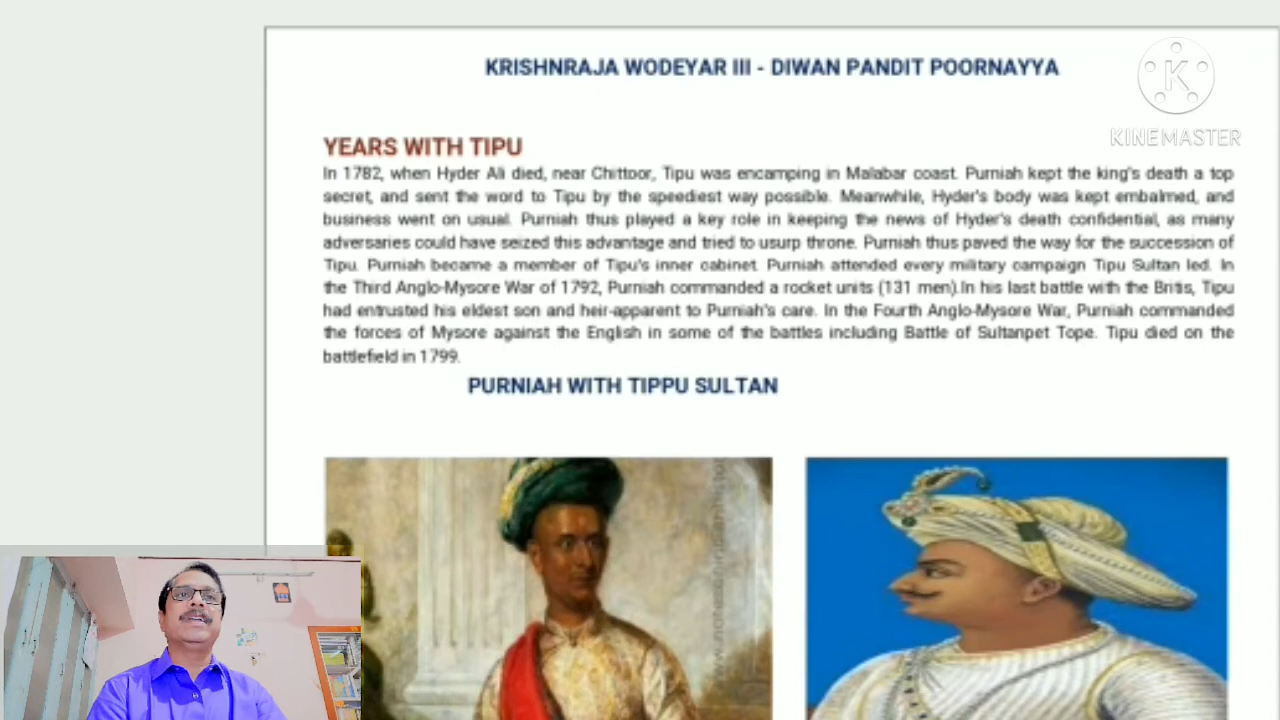 KRISHNRAJA WODEYAR III - DIWAN PANDIT POORNAYYA
KINEMASTER
YEARS WITH TIPU
In 1782, when Hyder Ali died, near Chittoor, Tipu was encamping in Malabar coast. Purniah kept the king's death a top
secret, and sent the word to Tipu by the speediest way possible. Meanwhile, Hyder's body was kept embalmed, and
business went on usual. Purniah thus played a key role in keeping the news of Hyder's death confidential, as many
adversaries could have seized this advantage and tried to usurp throne. Purniah thus paved the way for the succession of
Tipu. Purniah became a member of Tipu's inner cabinet. Purniah attended every military campaign Tipu Sultan led. In
the Third Anglo-Mysore War of 1792, Purniah commanded a rocket units (131 men).In his last battle with the Britis, Tipu
had entrusted his eldest son and heir-apparent to Purniah's care. In the Fourth Anglo-Mysore War, Purniah commanded
the forces of Mysore against the English in some of the battles including Battle of Sultanpet Tope. Tipu died on the
battlefield in 1799.
PURNIAH WITH TIPPU SULTAN